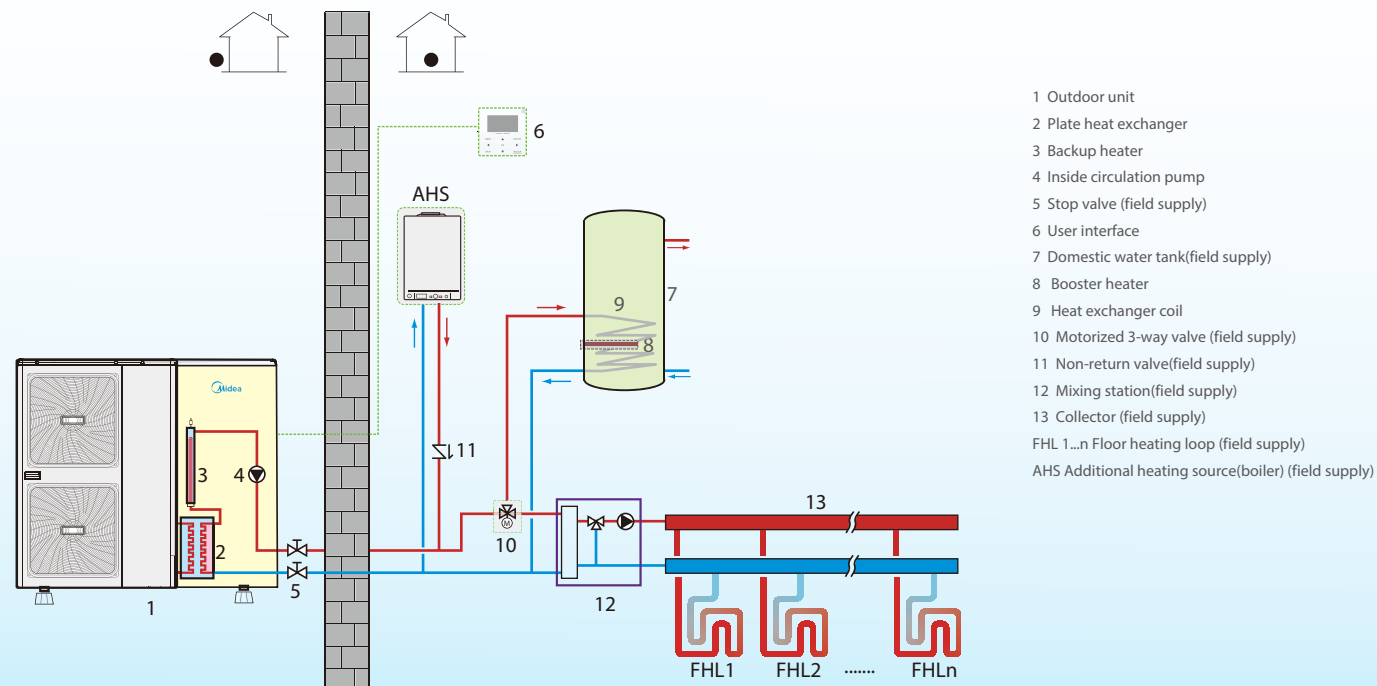 6
AHS
7
9
8
Midea
11
3
4
10
13
2
5
12
1
M
FHL1
FHL2
.......
FHLn
1 Outdoor unit
2 Plate heat exchanger
3 Backup heater
4 Inside circulation pump
5 Stop valve (field supply)
6 User interface
7 Domestic water tank(field supply)
8 Booster heater
9 Heat exchanger coil
10 Motorized 3-way valve (field supply)
11 Non-return valve(field supply)
12 Mixing station(field supply)
13 Collector (field supply)
FHL 1...n Floor heating loop (field supply)
AHS Additional heating source(boiler) (field supply)